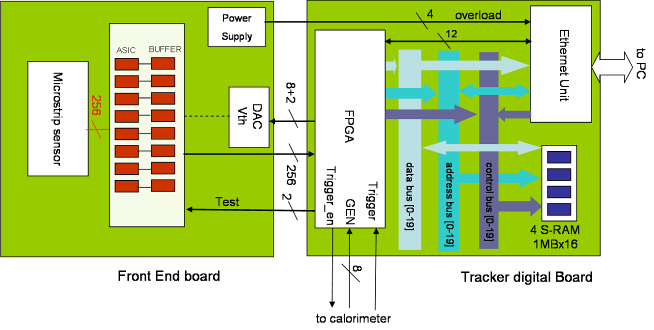 Power
Supply
4
overload
12
Ethernet Unit
to PC
ASIC
BUFFER
Microstrip sensor
256
8+2
DAC
Vth
FPGA
256
Test
2
Trigger_en
GEN
Trigger
data bus [0-19]
address bus [0-19]
control bus [0-19]
4 S-RAM
1MBx16
Front End board
Tracker digital Board
8
to calorimeter